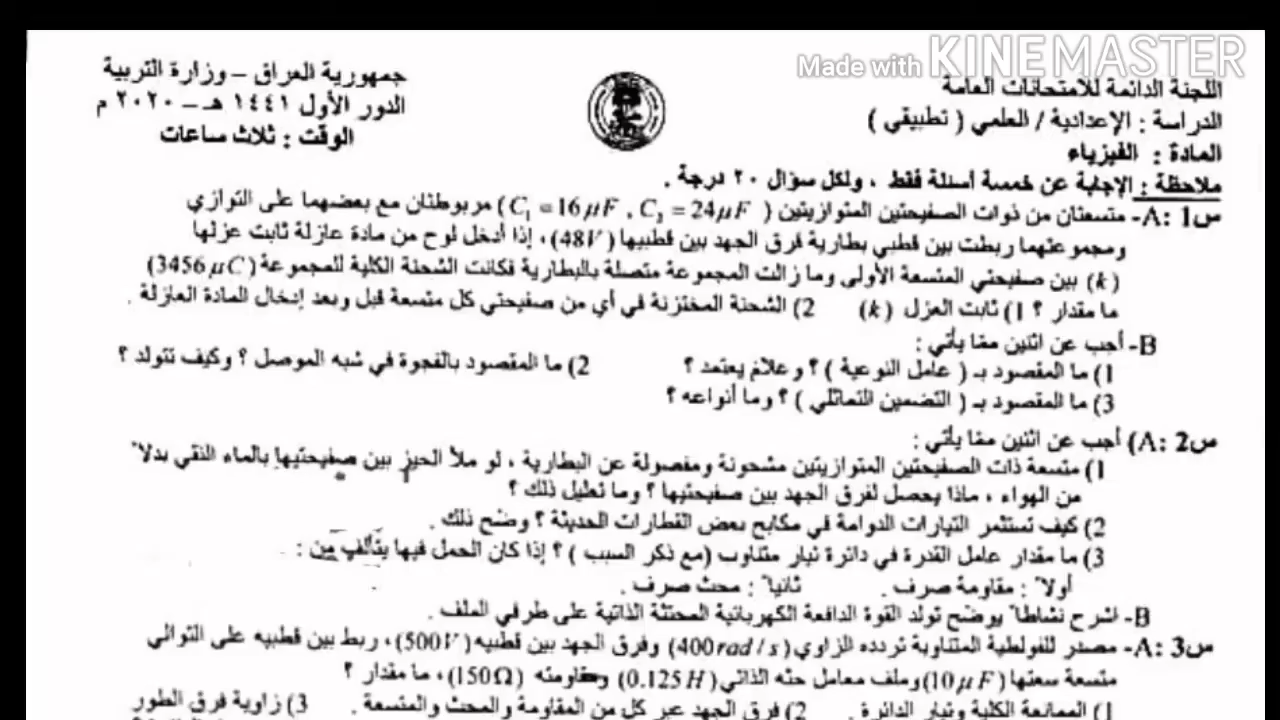 Made with KINEMASTER
اللجنة الدائمة للامتحانات العامة
الدراسة : الإعدادية / العلمي ( تطبيقي )
المادة : الفيزياء
جمهورية العراق – وزارة التربية
الدور الأول ١٤٤١ هـ – ٢٠٢٠ م
الوقت : ثلاث ساعات
ملاحظة : الإجابة عن خمسة أسئلة فقط ، ولكل سؤال ٢٠ درجة .
س1 :A- متسعتان من ذوات الصفيحتين المتوازيتين ( C₁ =16 μF , C₂ = 24μF ) مربوطتان مع بعضهما على التوازي
ومجموعتهما ربطت بين قطبي بطارية فرق الجهد بين قطبيها (48V) ، إذا أدخل لوح من مادة عازلة ثابت عزلها
(k) بين صفيحتي المتسعة الأولى وما زالت المجموعة متصلة بالبطارية فكانت الشحنة الكلية للمجموعة (3456 μC)
ما مقدار ؟ 1) ثابت العزل (k) 2) الشحنة المختزنة في أي من صفيحتي كل متسعة قبل وبعد إدخال المادة العازلة .
B- أجب عن اثنين مما يأتي :
1) ما المقصود بـ ( عامل النوعية ) ؟ وعلام يعتمد ؟ 2) ما المقصود بالفجوة في شبه الموصل ؟ وكيف تتولد ؟
3) ما المقصود بـ ( التضمين التماثلي ) ؟ وما أنواعه ؟
س2 :A) أجب عن اثنين مما يأتي :
1) متسعة ذات الصفيحتين المتوازيتين مشحونة ومفصولة عن البطارية ، لو ملأ الحيز بين صفيحتيها بالماء النقي بدلاً
من الهواء ، ماذا يحصل لفرق الجهد بين صفيحتيها ؟ وما تعليل ذلك ؟
2) كيف تستثمر التيارات الدوامة في مكابح بعض القطارات الحديثة ؟ وضح ذلك .
3) ما مقدار عامل القدرة في دائرة تيار متناوب (مع ذكر السبب ) ؟ إذا كان الحمل فيها يتألف من :
أولاً : مقاومة صرف . ثانياً : محث صرف .
B- اشرح نشاطاً يوضح تولد القوة الدافعة الكهربائية المحتثة الذاتية على طرفي الملف .
س3 :A- مصدر للفولطية المتناوبة تردده الزاوي (400rad / s) وفرق الجهد بين قطبيه (500V) ، ربط بين قطبيه على التوالي
متسعة سعتها (10 μF) وملف معامل حثه الذاتي (0.125H) ومقاومته (150Ω) ، ما مقدار ؟
1) الممانعة الكلية وتيار الدائرة . 2) فرق الجهد عبر كل من المقاومة والمحث والمتسعة . 3) زاوية فرق الطور